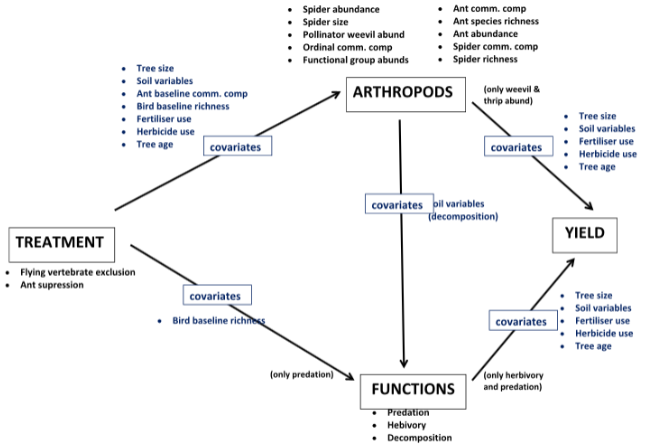 • Spider abundance
• Spider size
• Pollinator weevil abund
• Ordinal comm. comp
• Functional group abunds
• Ant comm. comp
• Ant species richness
• Ant abundance
• Spider comm. comp
• Spider richness
• Tree size
• Soil variables
• Ant baseline comm. comp
• Bird baseline richness
• Fertiliser use
• Herbicide use
• Tree age
covariates
ARTHROPODS
(only weevil &
thrip abund)
covariates
• Tree size
• Soil variables
• Fertiliser use
• Herbicide use
• Tree age
covariates
oil variables
(decomposition)
TREATMENT
• Flying vertebrate exclusion
• Ant supression
YIELD
covariates
• Bird baseline richness
(only predation)
covariates
• Tree size
• Soil variables
• Fertiliser use
• Herbicide use
• Tree age
(only herbivory
and predation)
FUNCTIONS
• Predation
• Hebivory
• Decomposition